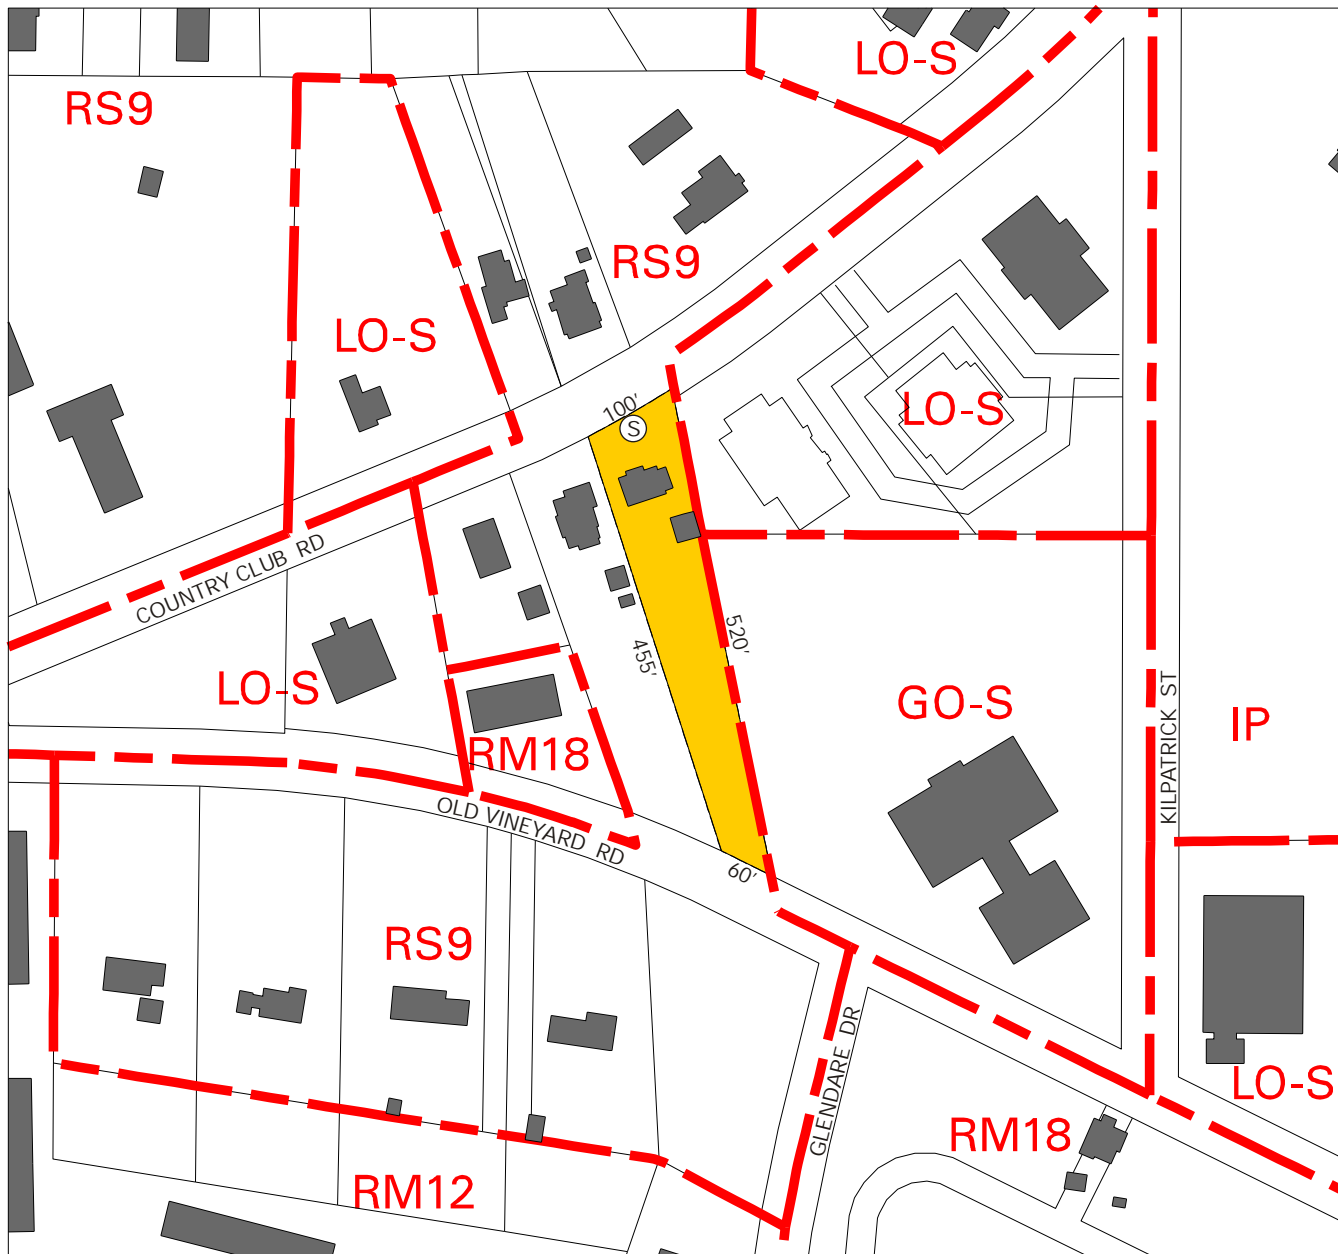 LO-S
RS9
RS9
LO-S
100'
S
LO-S
COUNTRY CLUB RD
520'
455'
LO-S
GO-S
KILPATRICK ST
IP
RM18
OLD VINEYARD RD
60'
RS9
GLENDARE DR
LO-S
RM18
RM12